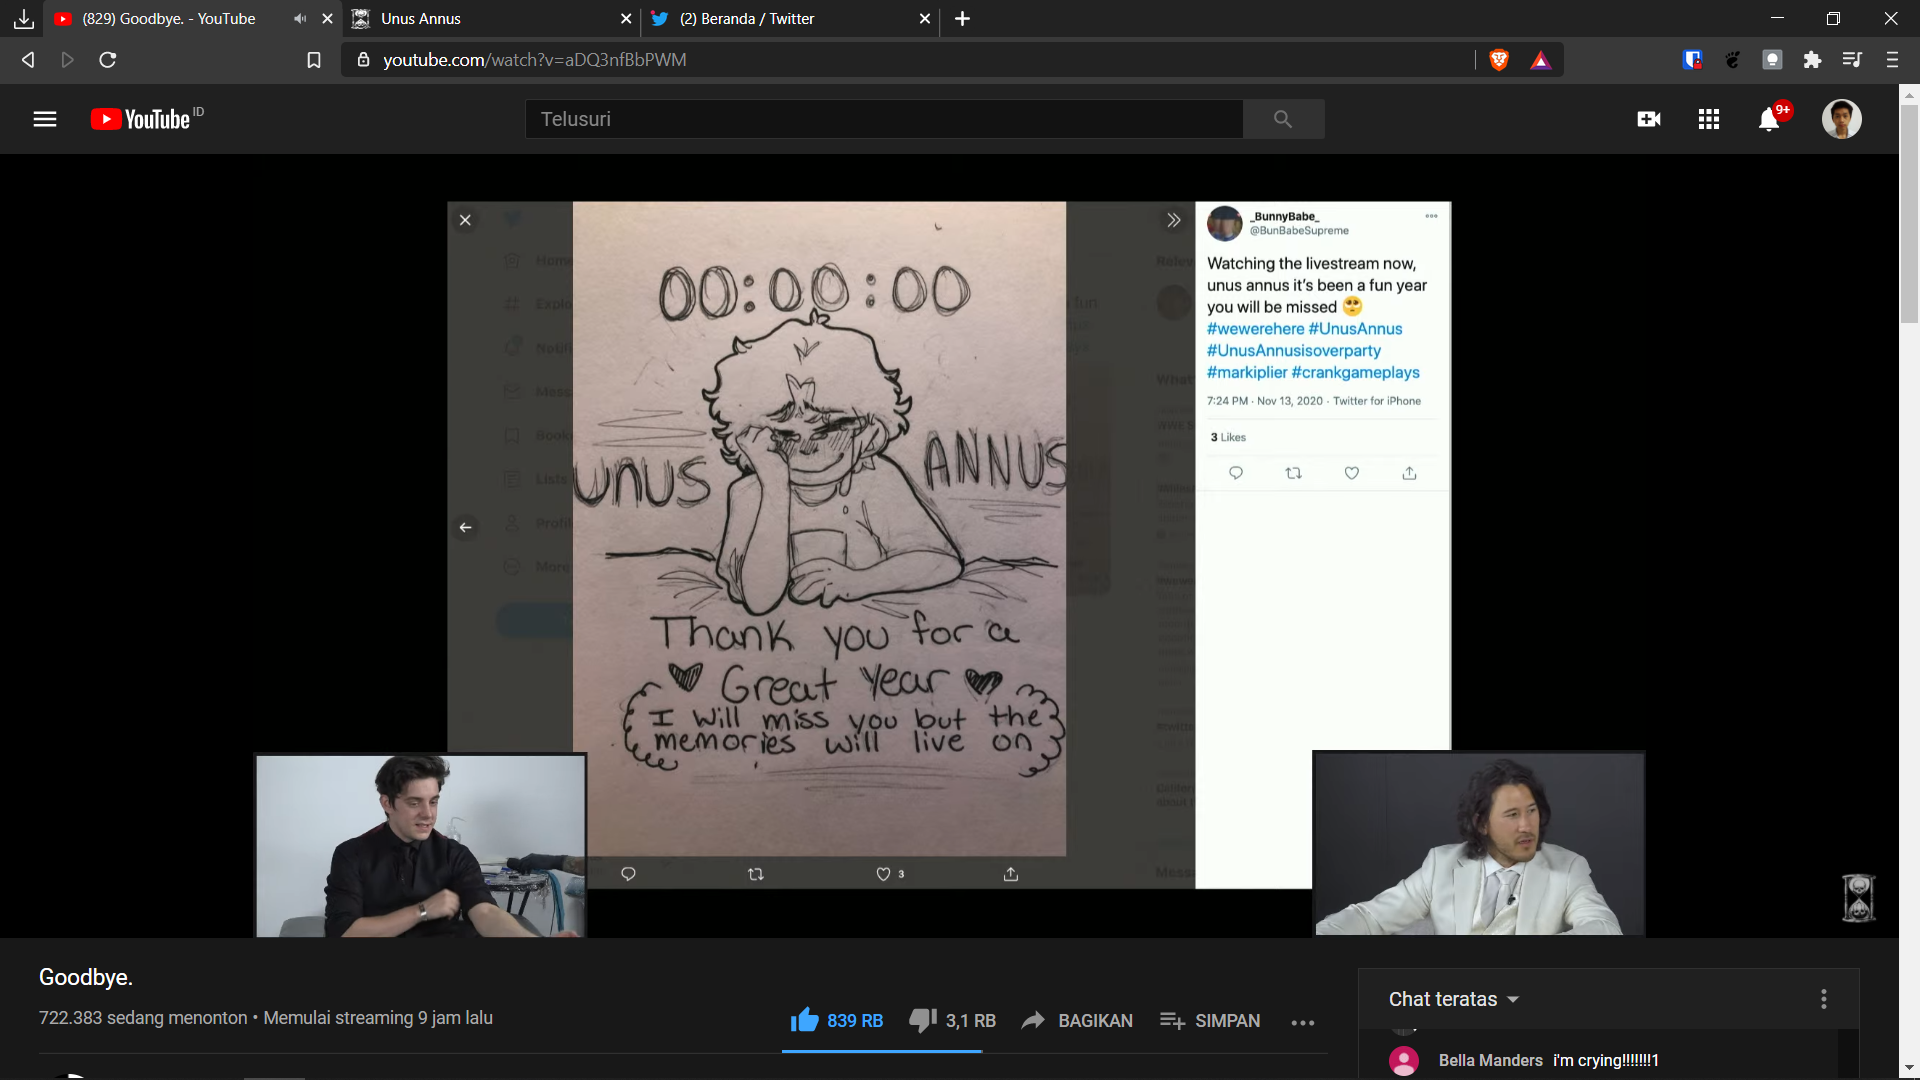 (829) Goodbye. - YouTube
Unus Annus
(2) Beranda / Twitter
youtube.com/watch?v=aDQ3nfBbPWM
YouTube ID
Telusuri
9+
00:00:00
UNUS ANNUS
Thank you for a
Great Year
I will miss you but the
memories will live on
Home
Lists
More
3
_BunnyBabe_
@BunBabeSupreme
Watching the livestream now,
unus annus it's been a fun year
you will be missed 🥺
#wewerehere #UnusAnnus
#UnusAnnusisoverparty
#markiplier #crankgameplays
7:24 PM · Nov 13, 2020 · Twitter for iPhone
3 Likes
Goodbye.
722.383 sedang menonton • Memulai streaming 9 jam lalu
839 RB
3,1 RB
BAGIKAN
SIMPAN
Chat teratas
Bella Manders i'm crying!!!!!!!1